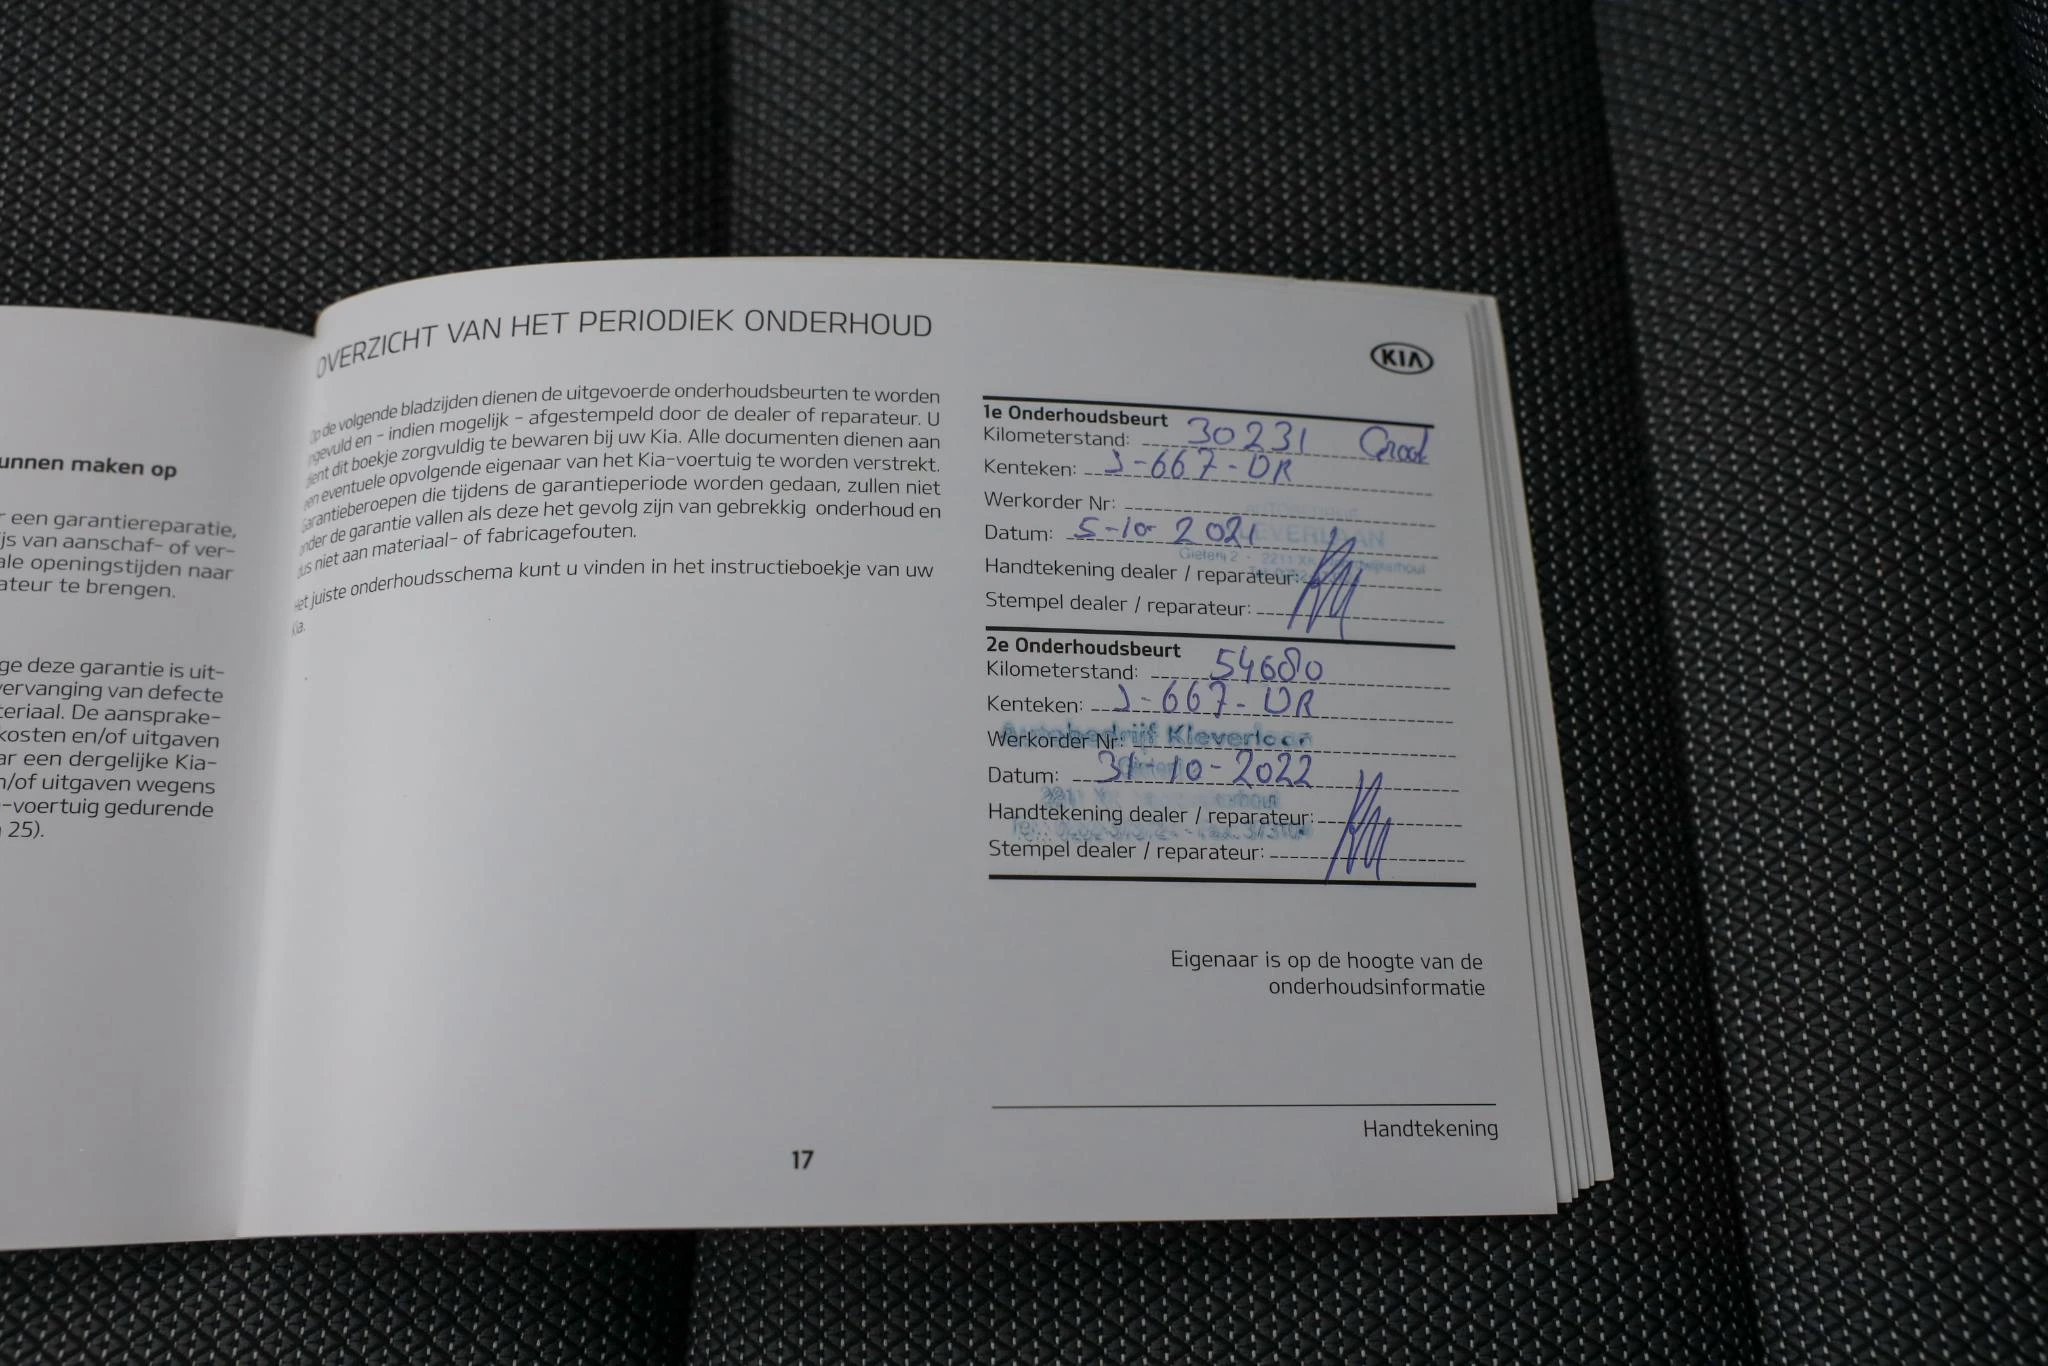 unnen maken op
r een garantiereparatie,
js van aanschaf- of ver-
ale openingstijden naar
ateur te brengen.
ge deze garantie is uit-
vervanging van defecte
teriaal. De aansprake-
kosten en/of uitgaven
ar een dergelijke Kia-
n/of uitgaven wegens
-voertuig gedurende
25).
OVERZICHT VAN HET PERIODIEK ONDERHOUD
Op de volgende bladzijden dienen de uitgevoerde onderhoudsbeurten te worden
ingevuld en - indien mogelijk - afgestempeld door de dealer of reparateur. U
dient dit boekje zorgvuldig te bewaren bij uw Kia. Alle documenten dienen aan
een eventuele opvolgende eigenaar van het Kia-voertuig te worden verstrekt.
Garantieberoepen die tijdens de garantieperiode worden gedaan, zullen niet
onder de garantie vallen als deze het gevolg zijn van gebrekkig onderhoud en
dus niet aan materiaal- of fabricagefouten.
Het juiste onderhoudsschema kunt u vinden in het instructieboekje van uw
Kia.
17
KIA
1e Onderhoudsbeurt
Kilometerstand: 30231 Groot
Kenteken: J-667-DR
Werkorder Nr:
Datum: 5-10-2021
Gieterij 2 - 2211 XK
Handtekening dealer / reparateur:
Stempel dealer / reparateur:
2e Onderhoudsbeurt
Kilometerstand: 54680
Kenteken: J-667-DR
Autobedrijf Kleverlaan
Werkorder Nr:
Datum: 31-10-2022
Handtekening dealer / reparateur:
Stempel dealer / reparateur:
Eigenaar is op de hoogte van de
onderhoudsinformatie
Handtekening